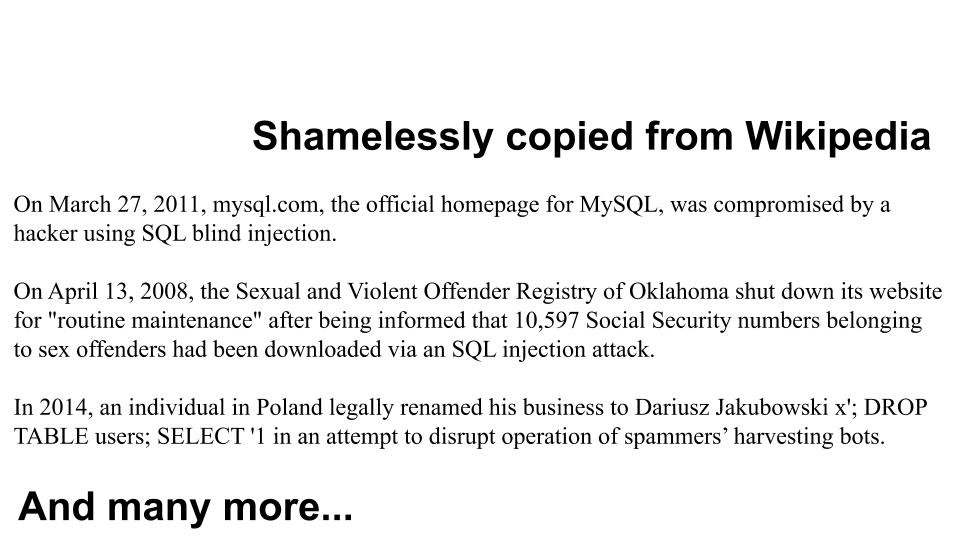 Shamelessly copied from Wikipedia
On March 27, 2011, mysql.com, the official homepage for MySQL, was compromised by a
hacker using SQL blind injection.
On April 13, 2008, the Sexual and Violent Offender Registry of Oklahoma shut down its website
for "routine maintenance" after being informed that 10,597 Social Security numbers belonging
to sex offenders had been downloaded via an SQL injection attack.
In 2014, an individual in Poland legally renamed his business to Dariusz Jakubowski x'; DROP
TABLE users; SELECT '1 in an attempt to disrupt operation of spammers’ harvesting bots.
And many more...